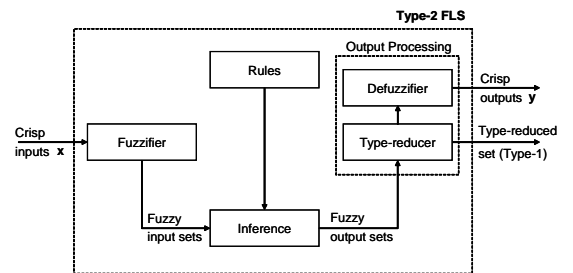 Type-2 FLS
Output Processing
Rules
Defuzzifier
Crisp
outputs y
Crisp
inputs x
Fuzzifier
Type-reducer
Type-reduced
set (Type-1)
Fuzzy
input sets
Inference
Fuzzy
output sets